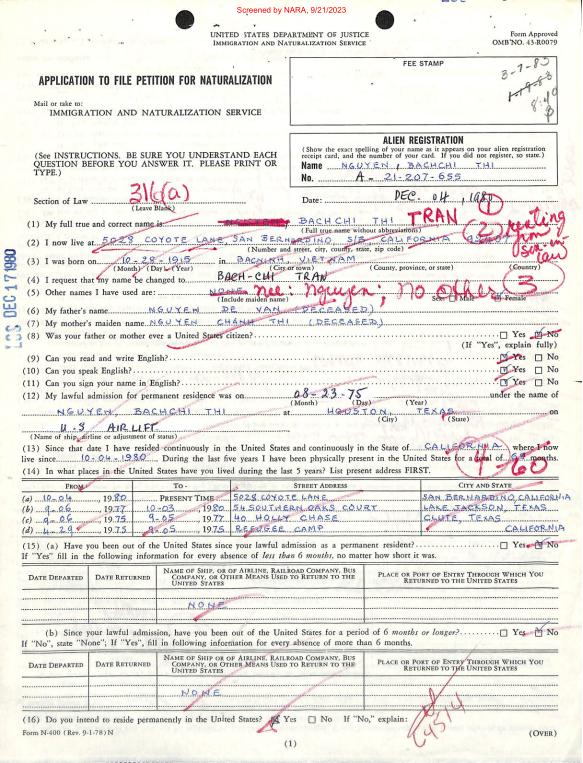 Screened by NARA, 9/21/2023
UNITED STATES DEPARTMENT OF JUSTICE
IMMIGRATION AND NATURALIZATION SERVICE
Form Approved
OMB NO. 43-R0079
FEE STAMP
3-7-83
8:40
APPLICATION TO FILE PETITION FOR NATURALIZATION
Mail or take to:
IMMIGRATION AND NATURALIZATION SERVICE
ALIEN REGISTRATION
(Show the exact spelling of your name as it appears on your alien registration receipt card, and the number of your card. If you did not register, so state.)
Name NGUYEN, BACHCHI THI
No. A-21-207-655
(See INSTRUCTIONS. BE SURE YOU UNDERSTAND EACH QUESTION BEFORE YOU ANSWER IT. PLEASE PRINT OR TYPE.)
Section of Law 316(a)
(Leave Blank)
Date: DEC. 04, 1980
1
(1) My full true and correct name is BACHCHI THI TRAN
(Full true name without abbreviations)
2
(2) I now live at 5028 COYOTE LANE, SAN BERNARDINO, S/B, CALIFORNIA
(Number and street, city, county, state, zip code)
(3) I was born on 10-28-1915 in BACNINH, VIETNAM
(Month) (Day) (Year) (City or town) (County, province, or state) (Country)
(4) I request that my name be changed to BACH-CHI TRAN
3
(5) Other names I have used are: NONE nee: Nguyen; No other
(Include maiden name) Sex: Male Female
(6) My father's name NGUYEN DE VAN (DECEASED)
(7) My mother's maiden name NGUYEN CHANH THI (DECEASED)
(8) Was your father or mother ever a United States citizen? Yes No
(If "Yes", explain fully)
(9) Can you read and write English? Yes No
(10) Can you speak English? Yes No
(11) Can you sign your name in English? Yes No
(12) My lawful admission for permanent residence was on 08-23-75 under the name of
(Month) (Day) (Year)
NGUYEN, BACHCHI THI at HOUSTON, TEXAS on
(City) (State)
U.S AIRLIFT
(Name of ship, airline or adjustment of status)
(13) Since that date I have resided continuously in the United States and continuously in the State of CALIFORNIA where I now
live since 10-04-1980. During the last five years I have been physically present in the United States for a total of 60 months.
(14) In what places in the United States have you lived during the last 5 years? List present address FIRST.
FROM- TO- STREET ADDRESS CITY AND STATE
(a) 10-04 1980 PRESENT TIME 5028 COYOTE LANE SAN BERNARDINO, CALIFORNIA
(b) 9-06 1977 10-03 1980 54 SOUTHERN OAKS COURT LAKE JACKSON, TEXAS
(c) 9-06 1975 9-05 1977 40 HOLLY CHASE CLUTE, TEXAS
(d) 4-29 1975 9-05 1975 REFUGEE CAMP CALIFORNIA
(15) (a) Have you been out of the United States since your lawful admission as a permanent resident? Yes No
If "Yes" fill in the following information for every absence of less than 6 months, no matter how short it was.
DATE DEPARTED DATE RETURNED NAME OF SHIP, OR OF AIRLINE, RAILROAD COMPANY, BUS COMPANY, OR OTHER MEANS USED TO RETURN TO THE UNITED STATES PLACE OR PORT OF ENTRY THROUGH WHICH YOU RETURNED TO THE UNITED STATES
NONE
(b) Since your lawful admission, have you been out of the United States for a period of 6 months or longer? Yes No
If "No", state "None"; If "Yes", fill in following information for every absence of more than 6 months.
DATE DEPARTED DATE RETURNED NAME OF SHIP OR OF AIRLINE, RAILROAD COMPANY, BUS COMPANY, OR OTHER MEANS USED TO RETURN TO THE UNITED STATES PLACE OR PORT OF ENTRY THROUGH WHICH YOU RETURNED TO THE UNITED STATES
NONE
(16) Do you intend to reside permanently in the United States? Yes No If "No," explain:
Form N-400 (Rev. 9-1-78)N
(1)
(OVER)
LOS DEC 17 1980